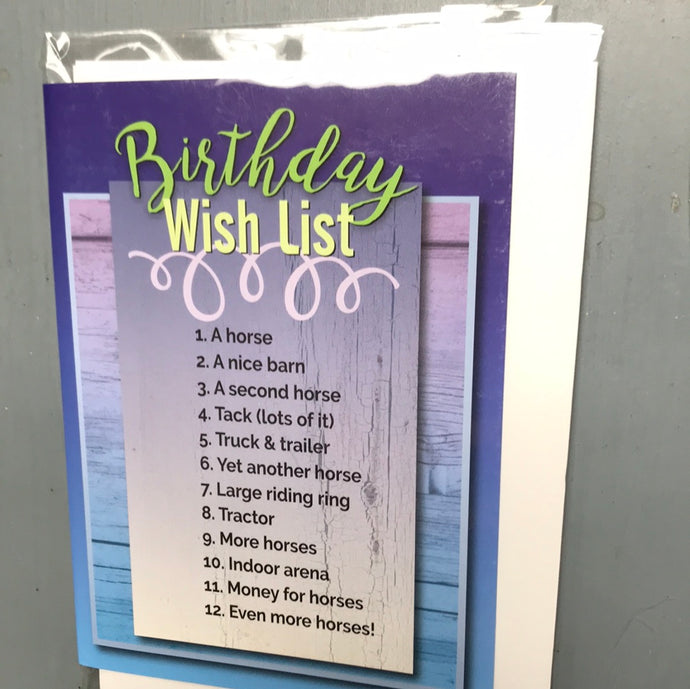 Birthday
Wish List
1. A horse
2. A nice barn
3. A second horse
4. Tack (lots of it)
5. Truck & trailer
6. Yet another horse
7. Large riding ring
8. Tractor
9. More horses
10. Indoor arena
11. Money for horses
12. Even more horses!